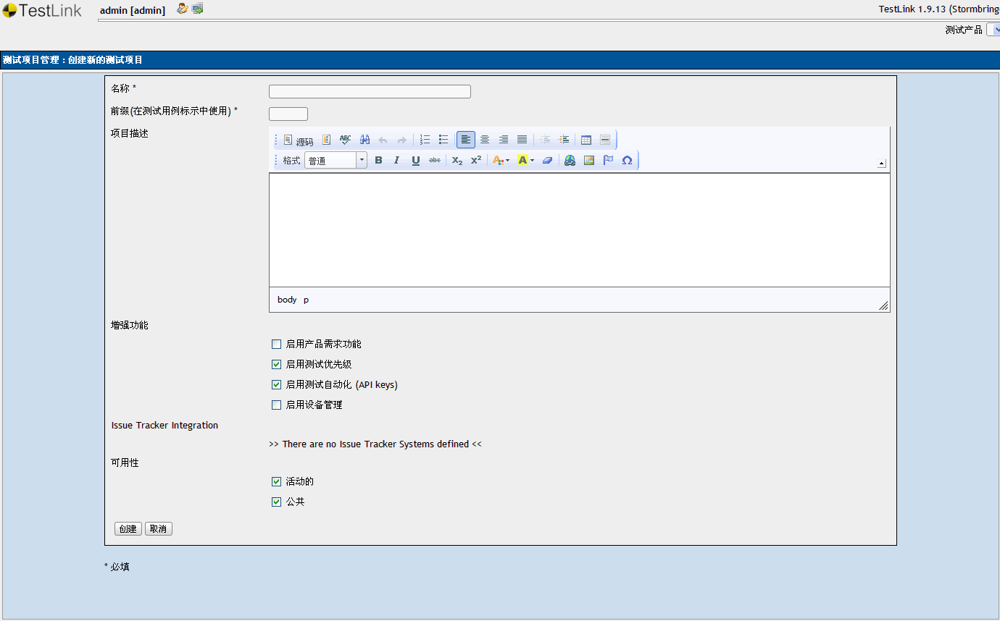 TestLink admin [admin] TestLink 1.9.13 (Stormbring
测试产品
测试项目管理 : 创建新的测试项目
名称 *
前缀(在测试用例标示中使用) *
项目描述
源码 ABC
格式 普通 B I U abc X2 X2 A A Ω
body p
增强功能
启用产品需求功能
启用测试优先级
启用测试自动化 (API keys)
启用设备管理
Issue Tracker Integration
>> There are no Issue Tracker Systems defined <<
可用性
活动的
公共
创建 取消
* 必填